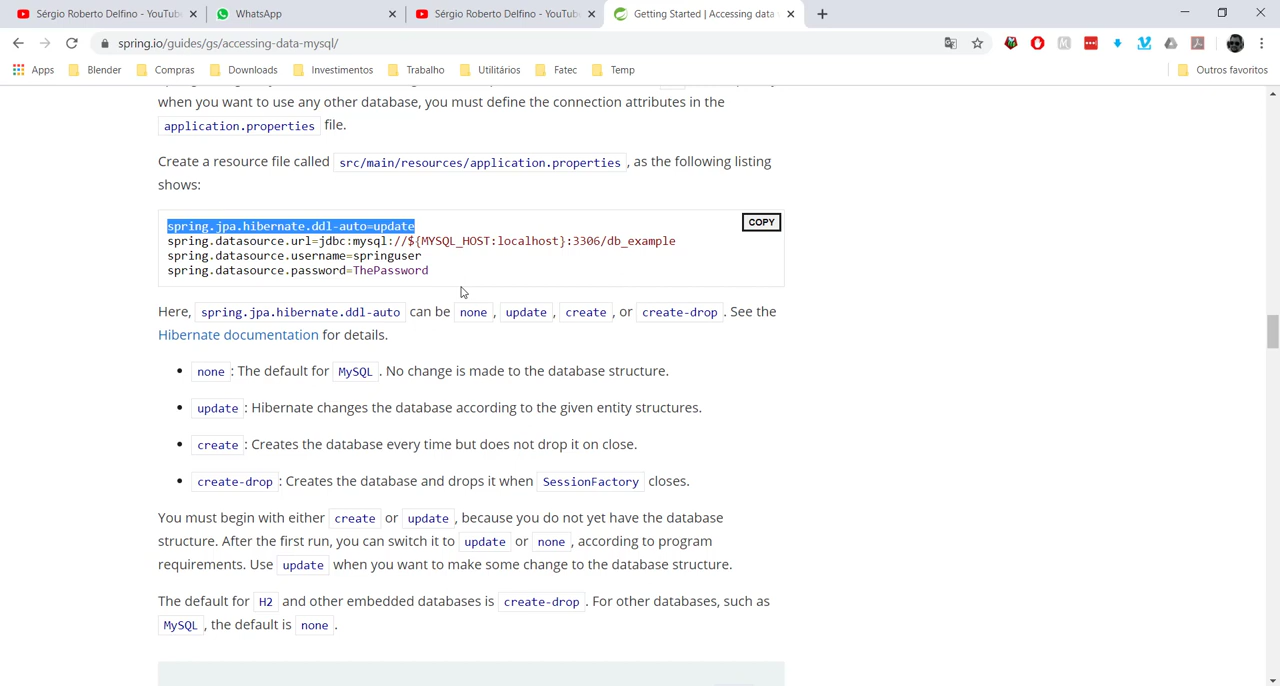 Sérgio Roberto Delfino - YouTube
WhatsApp
Sérgio Roberto Delfino - YouTube
Getting Started | Accessing data
spring.io/guides/gs/accessing-data-mysql/
Apps Blender Compras Downloads Investimentos Trabalho Utilitários Fatec Temp Outros favoritos
when you want to use any other database, you must define the connection attributes in the
application.properties file.
Create a resource file called src/main/resources/application.properties, as the following listing
shows:
COPY
spring.jpa.hibernate.ddl-auto=update
spring.datasource.url=jdbc:mysql://${MYSQL_HOST:localhost}:3306/db_example
spring.datasource.username=springuser
spring.datasource.password=ThePassword
Here, spring.jpa.hibernate.ddl-auto can be none, update, create, or create-drop. See the
Hibernate documentation for details.
• none: The default for MySQL. No change is made to the database structure.
• update: Hibernate changes the database according to the given entity structures.
• create: Creates the database every time but does not drop it on close.
• create-drop: Creates the database and drops it when SessionFactory closes.
You must begin with either create or update, because you do not yet have the database
structure. After the first run, you can switch it to update or none, according to program
requirements. Use update when you want to make some change to the database structure.
The default for H2 and other embedded databases is create-drop. For other databases, such as
MySQL, the default is none.